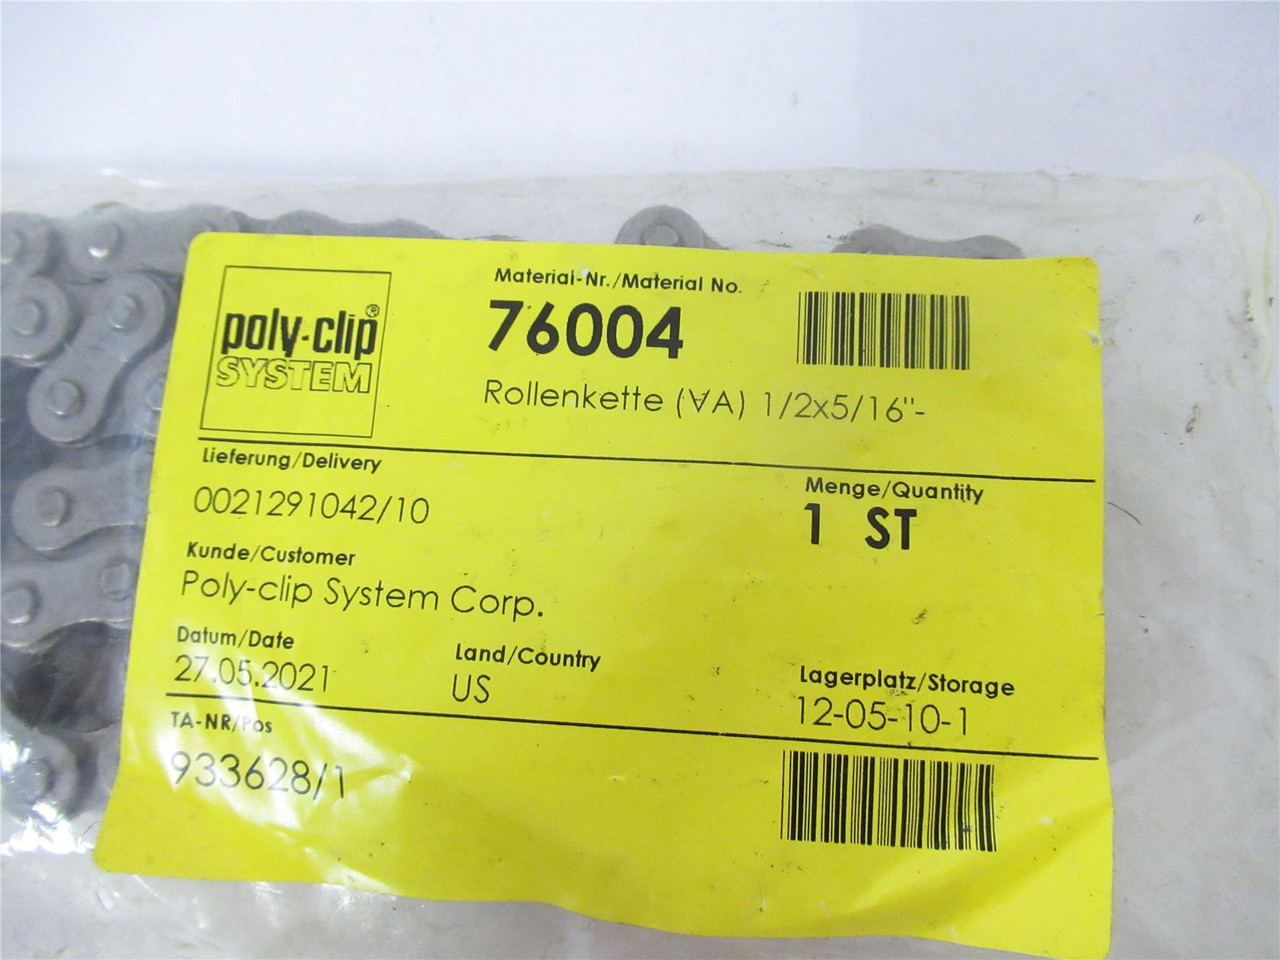 poly-clip®
SYSTEM
Material-Nr./Material No.
76004
Rollenkette (VA) 1/2x5/16"-
Lieferung/Delivery
0021291042/10
Menge/Quantity
1 ST
Kunde/Customer
Poly-clip System Corp.
Datum/Date
27.05.2021
Land/Country
US
Lagerplatz/Storage
12-05-10-1
TA-NR/Pos
933628/1